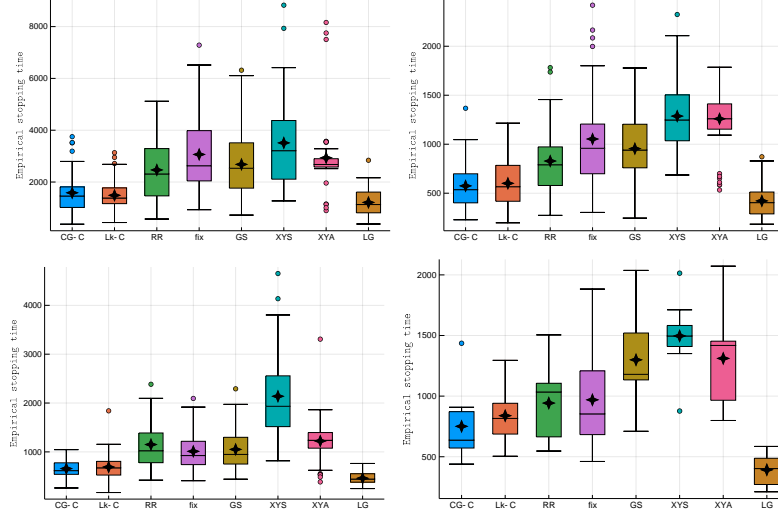 Empirical stopping time
8000
6000
4000
2000
CG- C Lk- C RR fix GS XYS XYA LG
Empirical stopping time
2000
1500
1000
500
CG- C Lk- C RR fix GS XYS XYA LG
Empirical stopping time
4000
3000
2000
1000
CG- C Lk- C RR fix GS XYS XYA LG
Empirical stopping time
2000
1500
1000
500
CG- C Lk- C RR fix GS XYS XYA LG